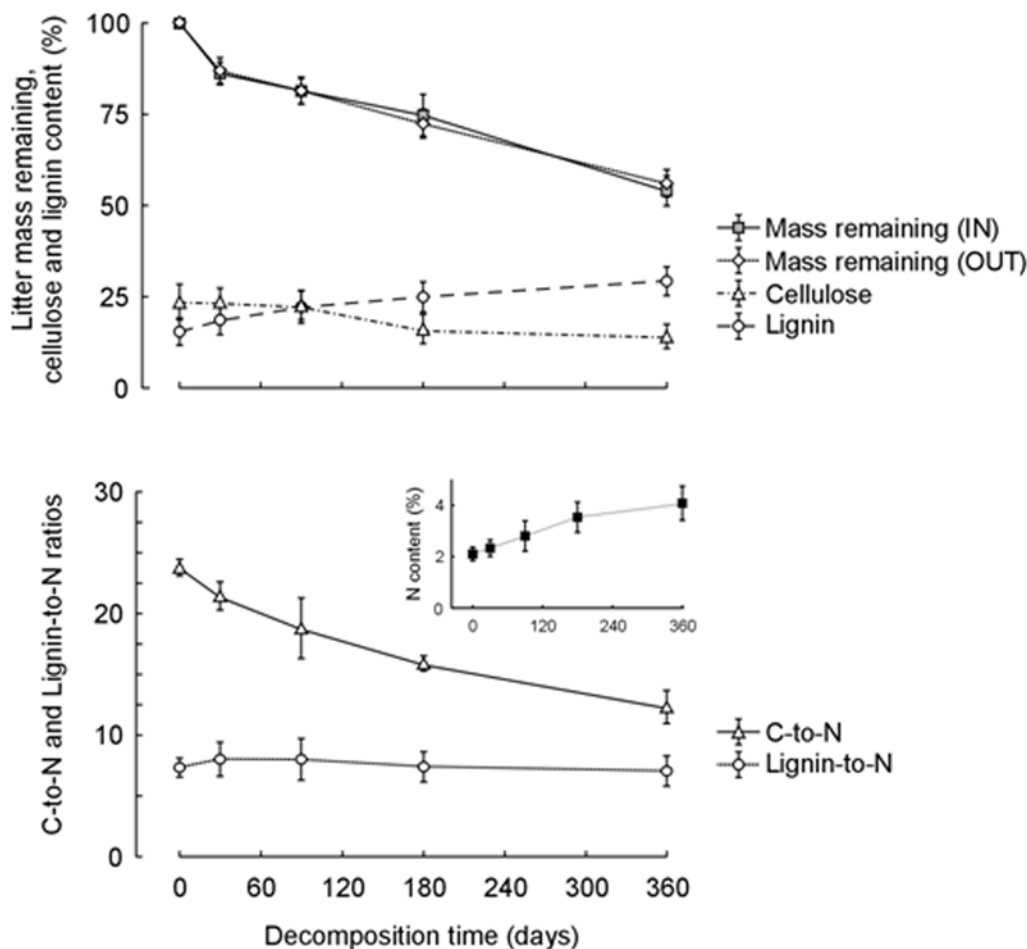 Litter mass remaining,
cellulose and lignin content (%)
100
75
50
25
0
Mass remaining (IN)
Mass remaining (OUT)
Cellulose
Lignin
C-to-N and Lignin-to-N ratios
30
20
10
0
N content (%)
4
2
0
0 120 240 360
C-to-N
Lignin-to-N
0 60 120 180 240 300 360
Decomposition time (days)